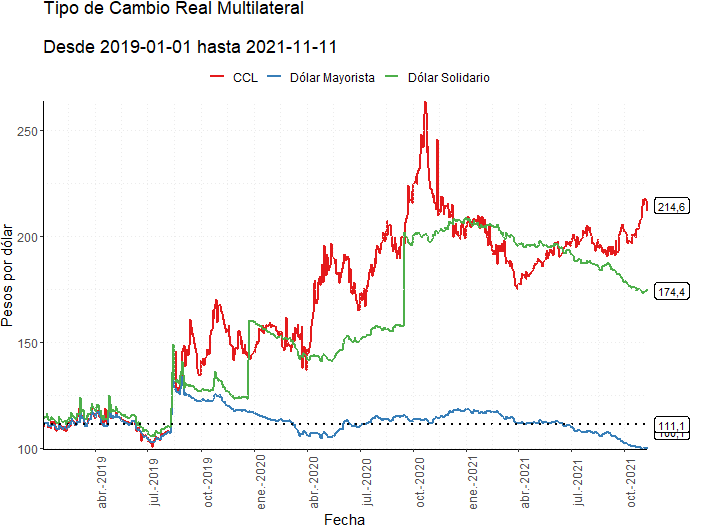 Tipo de Cambio Real Multilateral
Desde 2019-01-01 hasta 2021-11-11
CCL Dólar Mayorista Dólar Solidario
Pesos por dólar
250
200
150
100
214,6
174,4
111,1
abr.-2019
jul.-2019
oct.-2019
ene.-2020
abr.-2020
jul.-2020
oct.-2020
ene.-2021
abr.-2021
jul.-2021
oct.-2021
Fecha